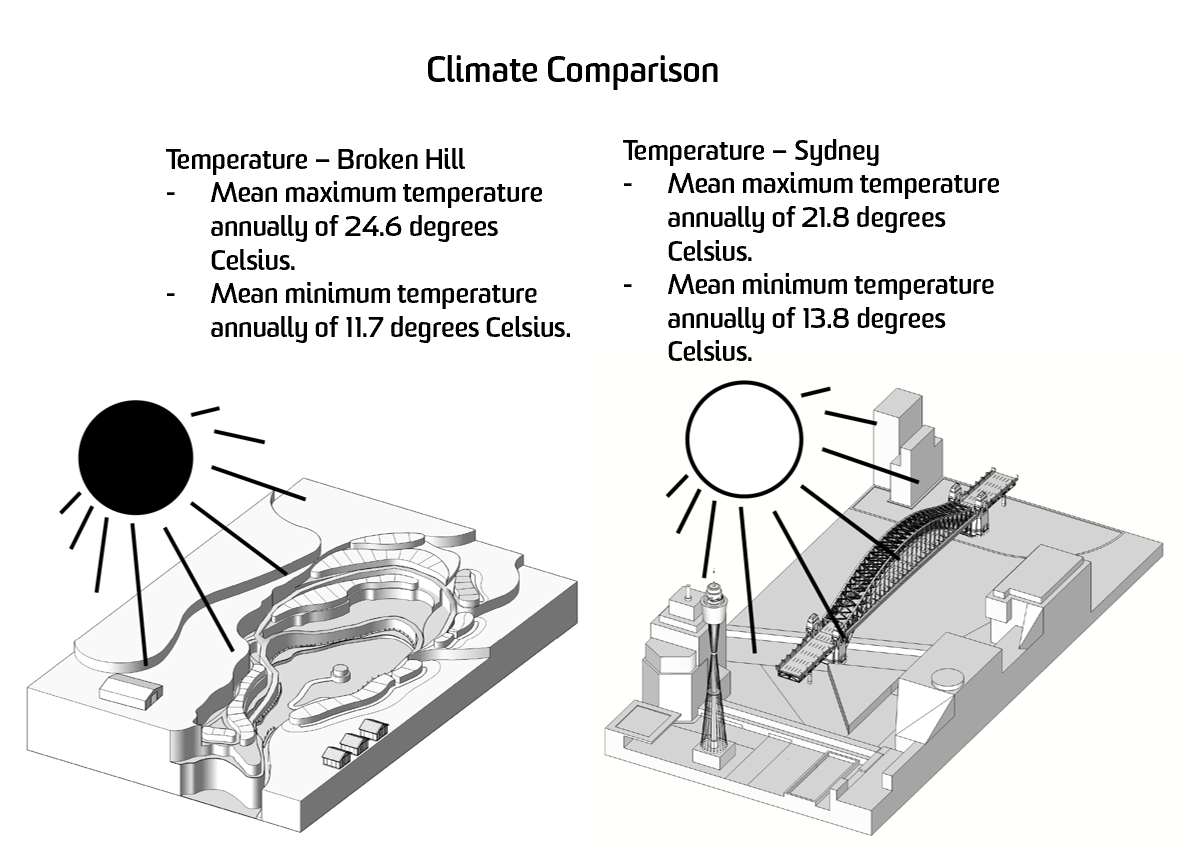 Climate Comparison
Temperature – Broken Hill
- Mean maximum temperature
annually of 24.6 degrees
Celsius.
- Mean minimum temperature
annually of 11.7 degrees Celsius.
Temperature – Sydney
- Mean maximum temperature
annually of 21.8 degrees
Celsius.
- Mean minimum temperature
annually of 13.8 degrees
Celsius.